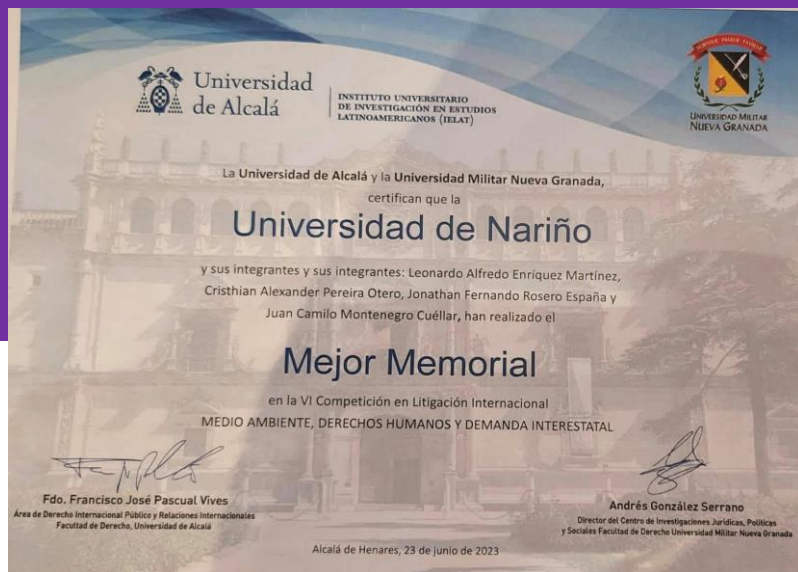 Universidad
de Alcalá
INSTITUTO UNIVERSITARIO
DE INVESTIGACIÓN EN ESTUDIOS
LATINOAMERICANOS (IELAT)
UNIVERSIDAD MILITAR
NUEVA GRANADA
La Universidad de Alcalá y la Universidad Militar Nueva Granada,
certifican que la
Universidad de Nariño
y sus integrantes y sus integrantes: Leonardo Alfredo Enríquez Martínez,
Cristhian Alexander Pereira Otero, Jonathan Fernando Rosero España y
Juan Camilo Montenegro Cuéllar, han realizado el
Mejor Memorial
en la VI Competición en Litigación Internacional
MEDIO AMBIENTE, DERECHOS HUMANOS Y DEMANDA INTERESTATAL
Fdo. Francisco José Pascual Vives
Área de Derecho Internacional Público y Relaciones Internacionales
Facultad de Derecho, Universidad de Alcalá
Andrés González Serrano
Director del Centro de Investigaciones Jurídicas, Políticas
y Sociales Facultad de Derecho Universidad Militar Nueva Granada
Alcalá de Henares, 23 de junio de 2023